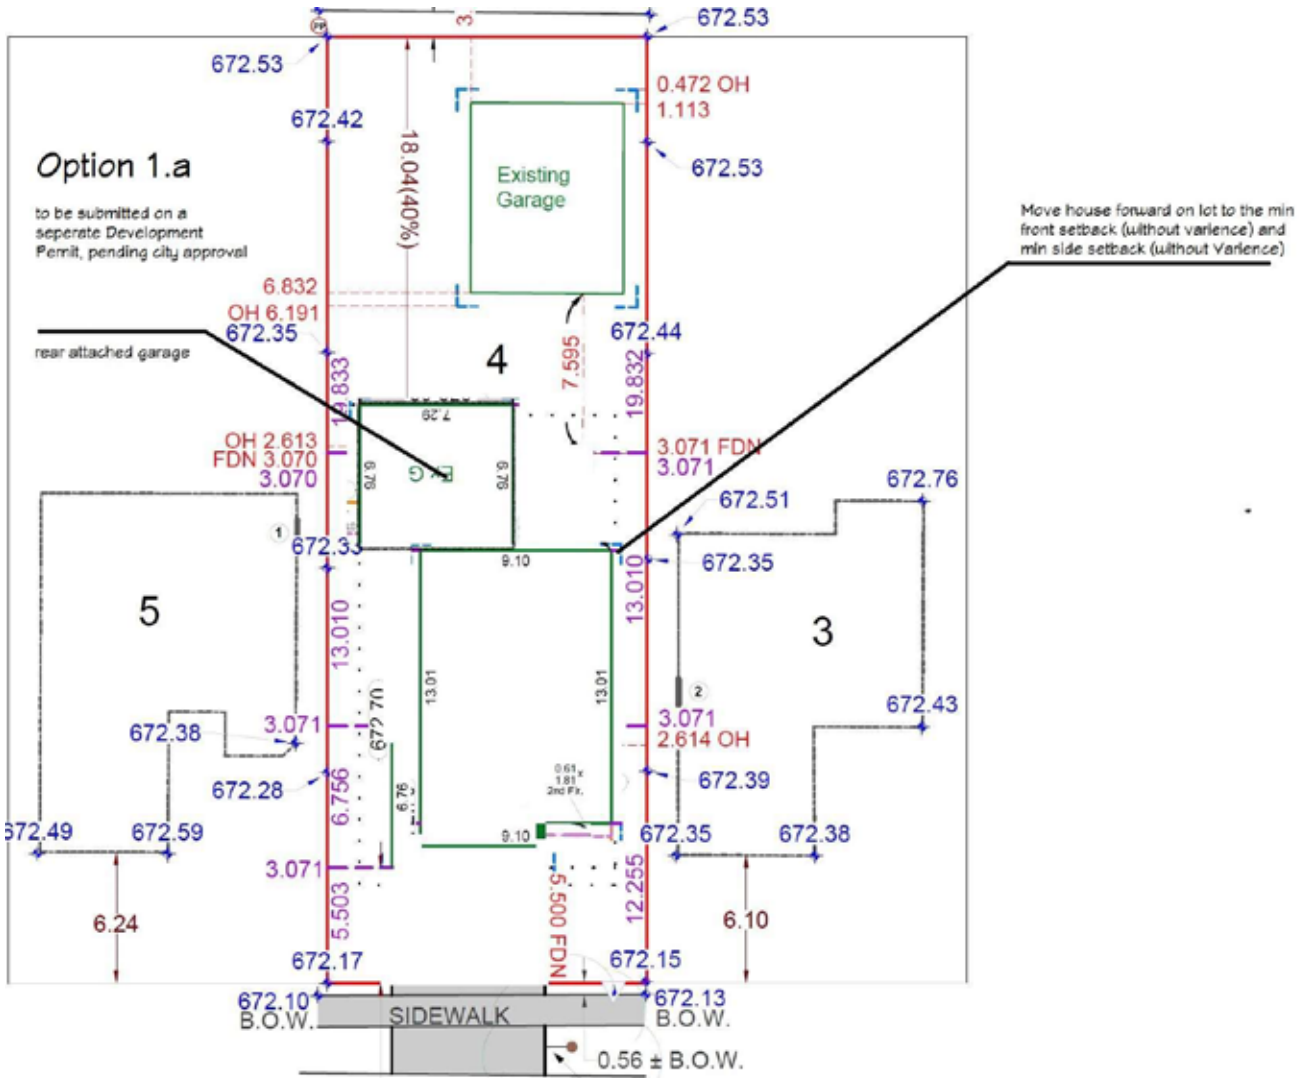 3.
672.53
PP
672.53
0.472 OH
1.113
672.42
18.04(40%)
672.53
Existing
Garage
Option 1.a
to be submitted on a
seperate Development
Permit, pending city approval
Move house forward on lot to the min
front setback (without varience) and
min side setback (without Varience)
6.832
OH 6.191
672.35
672.44
rear attached garage
4
7.595
19.833
19.832
7.29
OH 2.613
FDN 3.070
3.070
3.071 FDN
3.071
6.76
6.76
672.76
672.51
1
672.33
9.10
672.35
13.010
5
3
13.010
13.01
13.01
672.70
2
3.071
3.071
672.43
672.38
2.614 OH
672.28
6.756
6.76
0.61 x
1.81
2nd Flr.
672.39
672.49
672.59
9.10
672.35
672.38
3.071
5.503
5.500 FDN
12.255
6.24
6.10
672.17
672.15
672.10
B.O.W.
SIDEWALK
672.13
B.O.W.
0.56 ± B.O.W.